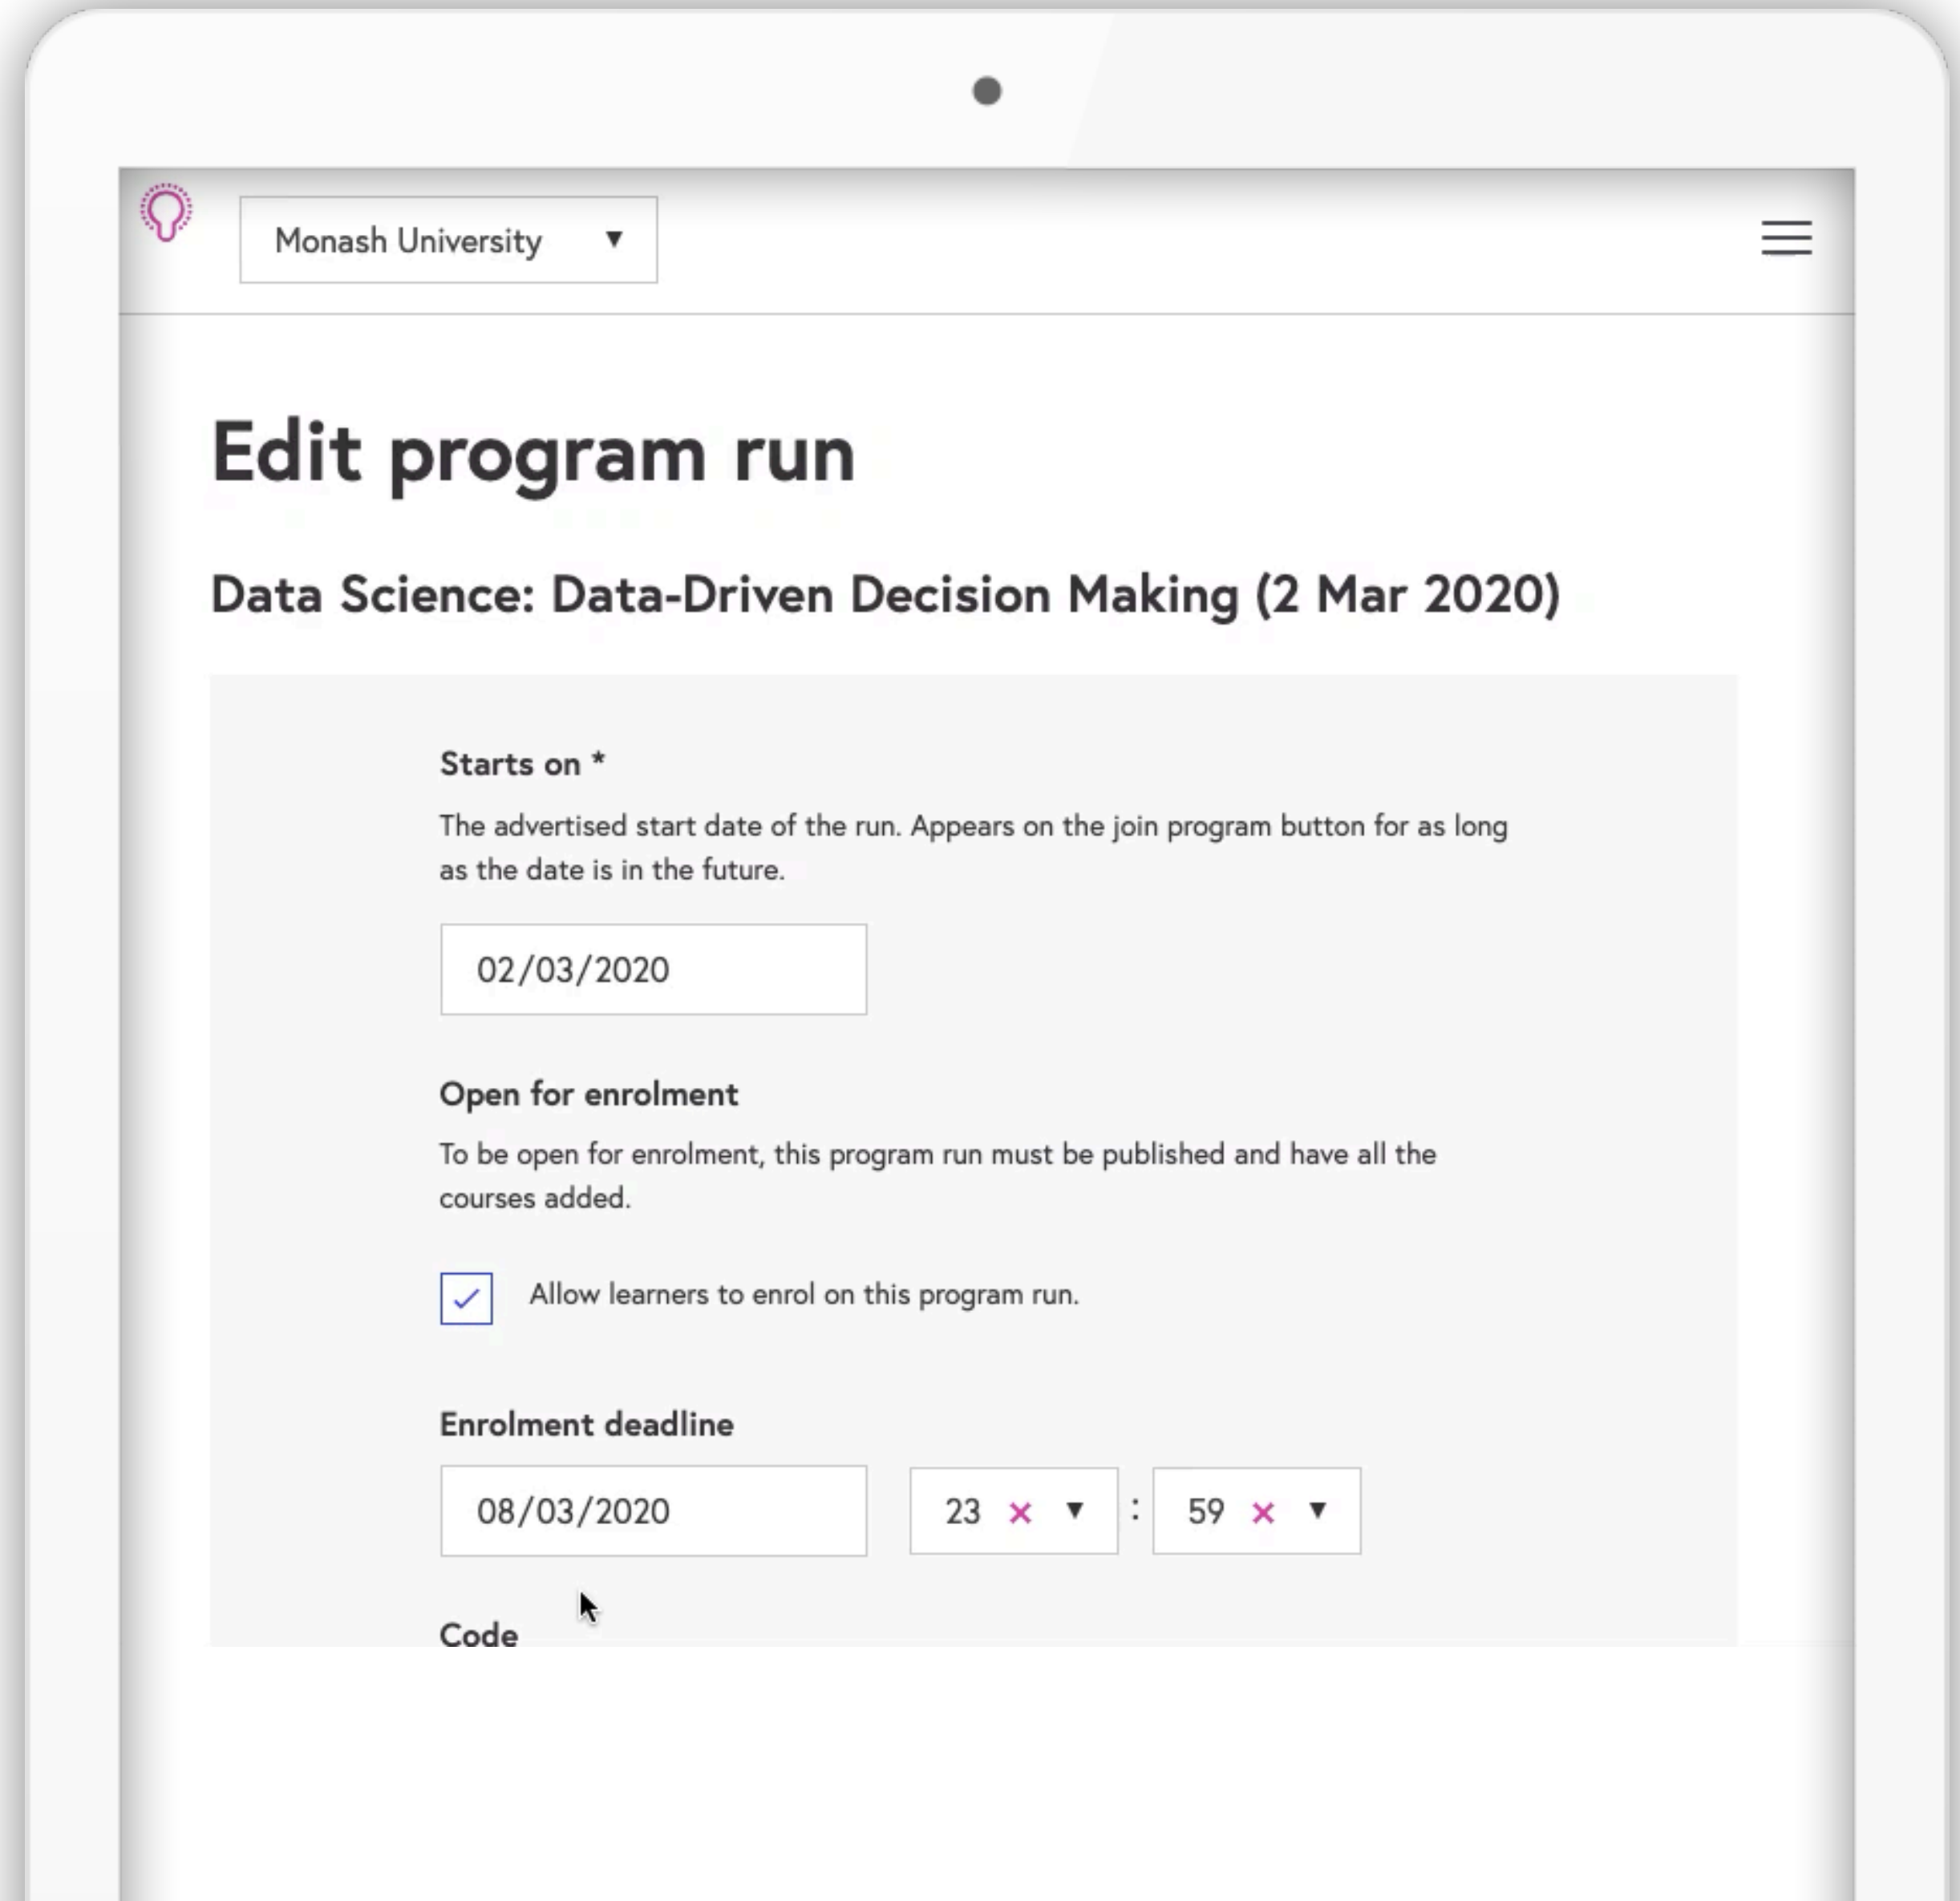 Monash University
Edit program run
Data Science: Data-Driven Decision Making (2 Mar 2020)
Starts on *
The advertised start date of the run. Appears on the join program button for as long
as the date is in the future.
02/03/2020
Open for enrolment
To be open for enrolment, this program run must be published and have all the
courses added.
Allow learners to enrol on this program run.
Enrolment deadline
08/03/2020 23 : 59
Code